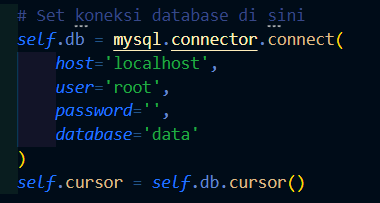 # Set koneksi database di sini
self.db = mysql.connector.connect(
    host='localhost',
    user='root',
    password='',
    database='data'
)
self.cursor = self.db.cursor()